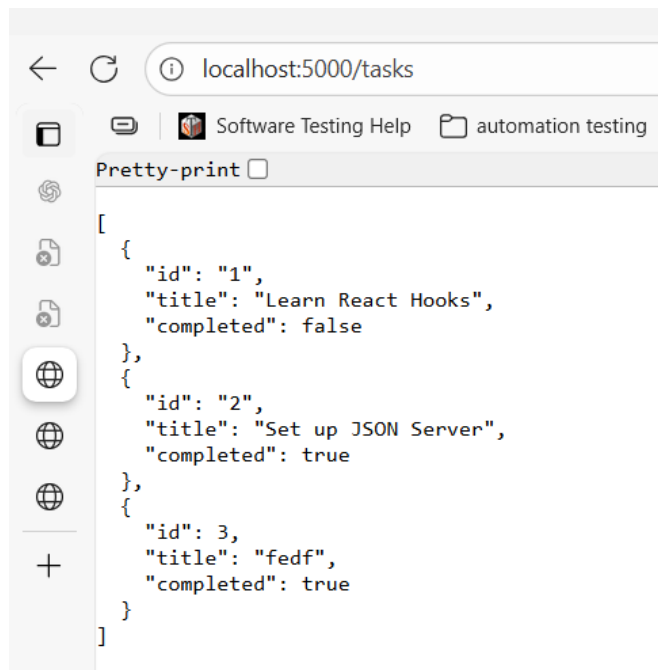 localhost:5000/tasks
Software Testing Help automation testing
Pretty-print
[
  {
    "id": "1",
    "title": "Learn React Hooks",
    "completed": false
  },
  {
    "id": "2",
    "title": "Set up JSON Server",
    "completed": true
  },
  {
    "id": 3,
    "title": "fedf",
    "completed": true
  }
]